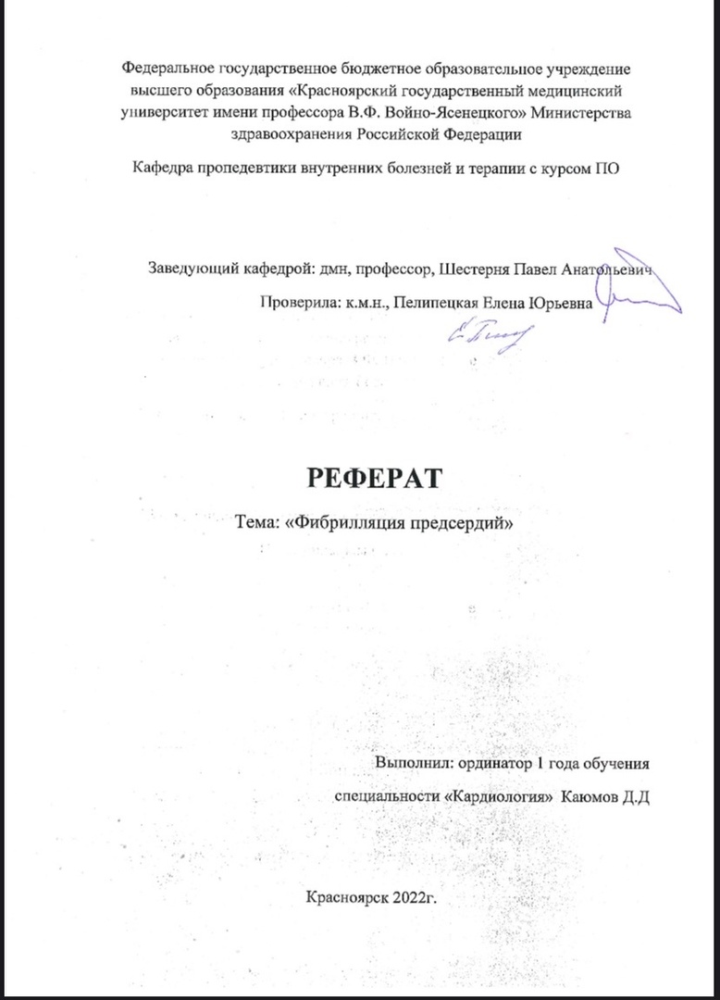 Федеральное государственное бюджетное образовательное учреждение
высшего образования «Красноярский государственный медицинский
университет имени профессора В.Ф. Войно-Ясенецкого» Министерства
здравоохранения Российской Федерации
Кафедра пропедевтики внутренних болезней и терапии с курсом ПО
Заведующий кафедрой: дмн, профессор, Шестерня Павел Анатольевич
Проверила: к.м.н., Пелипецкая Елена Юрьевна
РЕФЕРАТ
Тема: «Фибрилляция предсердий»
Выполнил: ординатор 1 года обучения
специальности «Кардиология» Каюмов Д.Д
Красноярск 2022г.